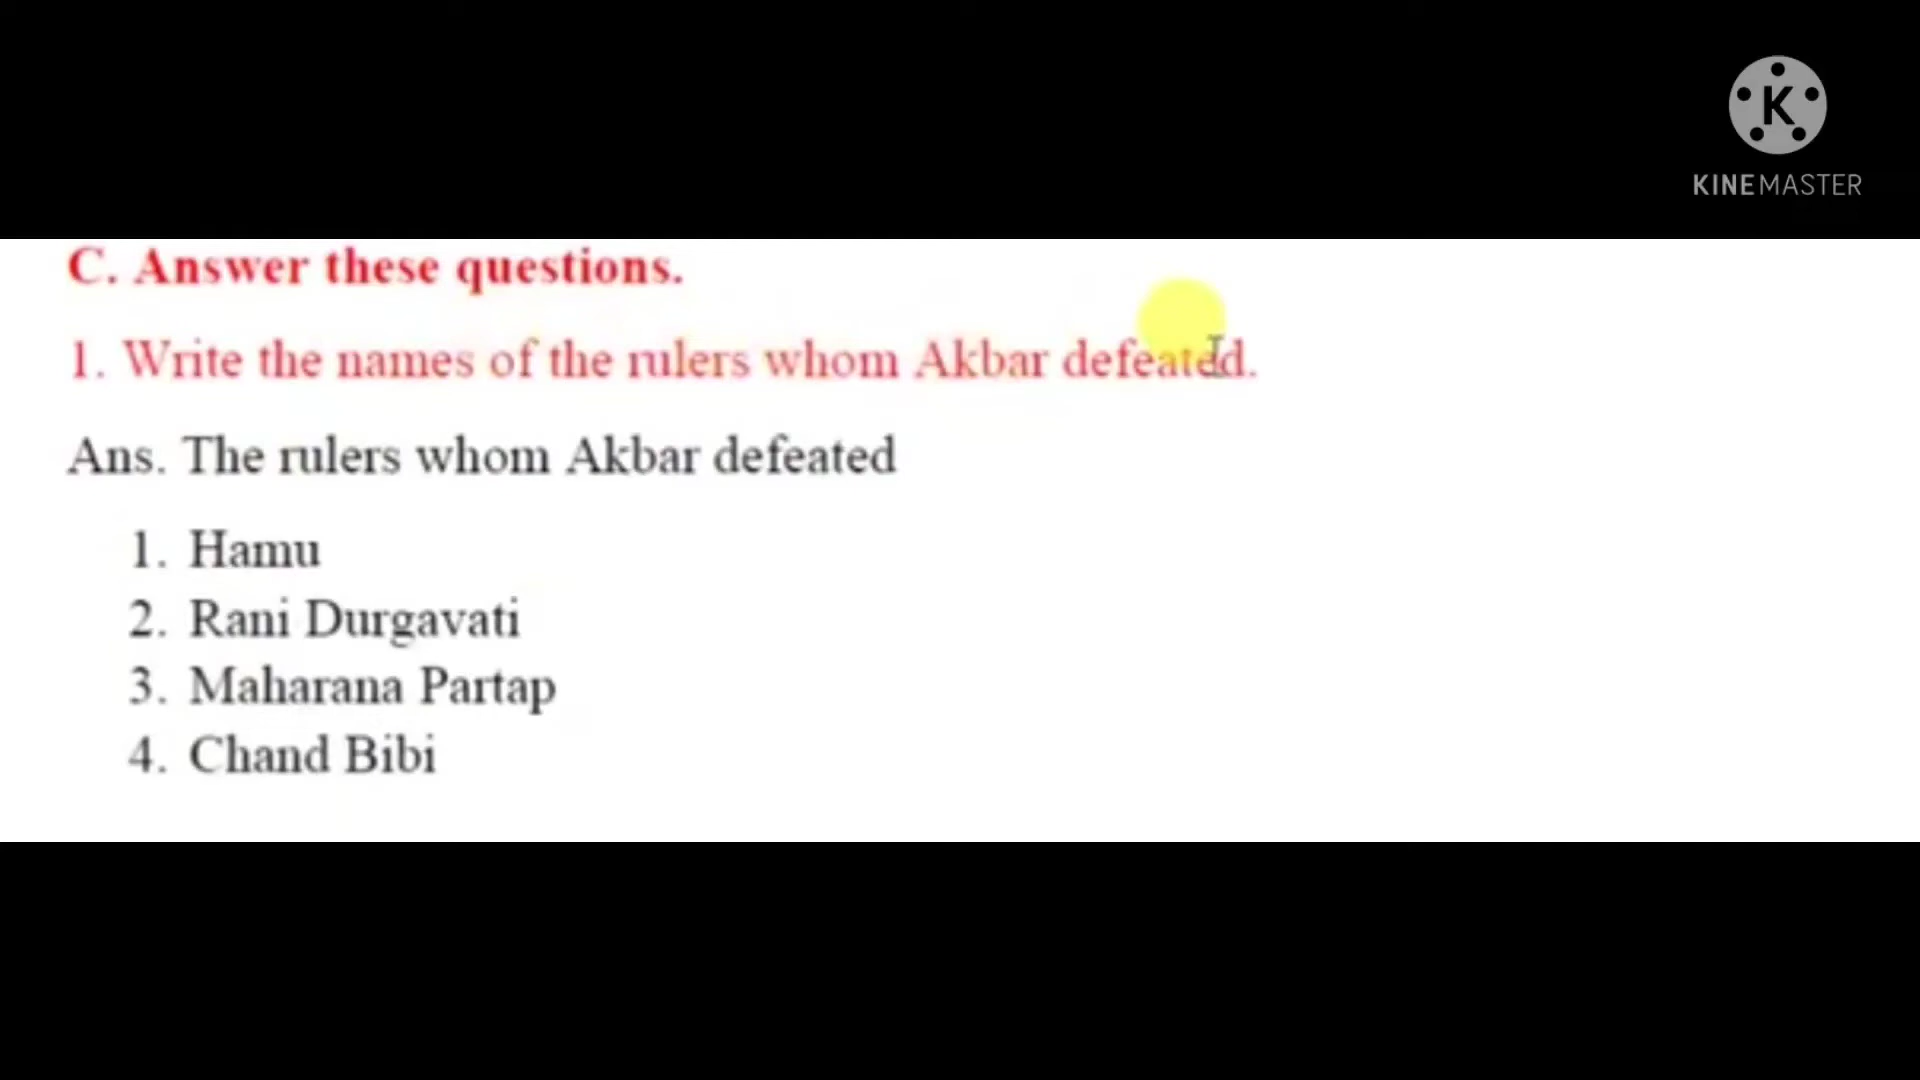 K
KINEMASTER
C. Answer these questions.
1. Write the names of the rulers whom Akbar defeated.
Ans. The rulers whom Akbar defeated
1. Hamu
2. Rani Durgavati
3. Maharana Partap
4. Chand Bibi